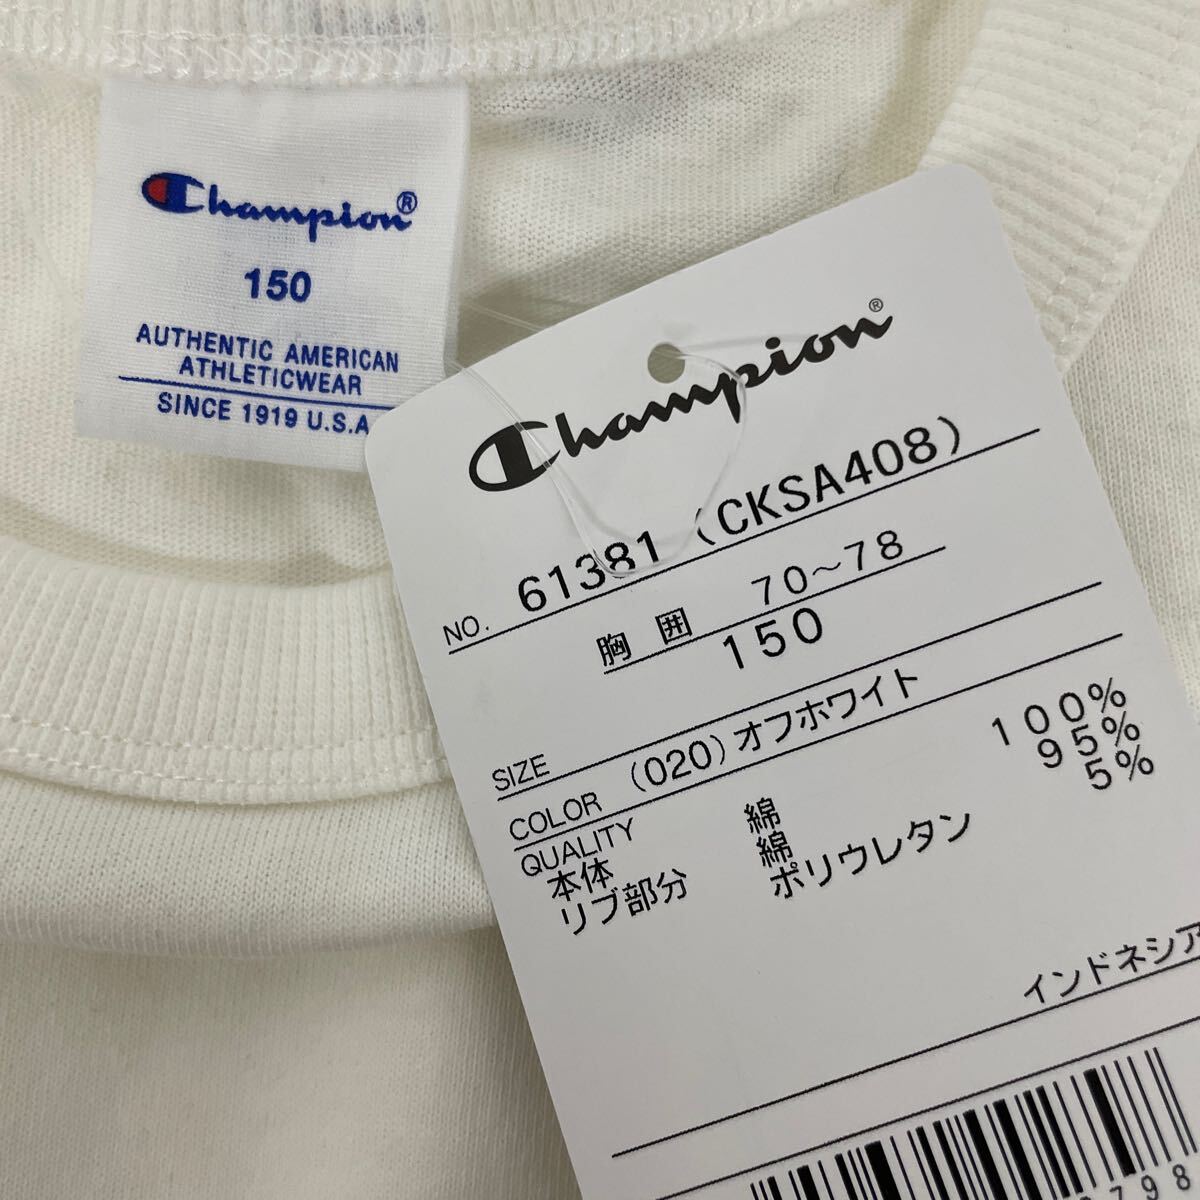 Champion®
150
AUTHENTIC AMERICAN
ATHLETICWEAR
SINCE 1919 U.S.A
Champion®
NO. 61381 (CKSA408)
胸囲 70~78
SIZE 150
COLOR (020)オフホワイト
QUALITY
本体 綿 100%
リブ部分 綿 95%
ポリウレタン 5%
インドネシア
798